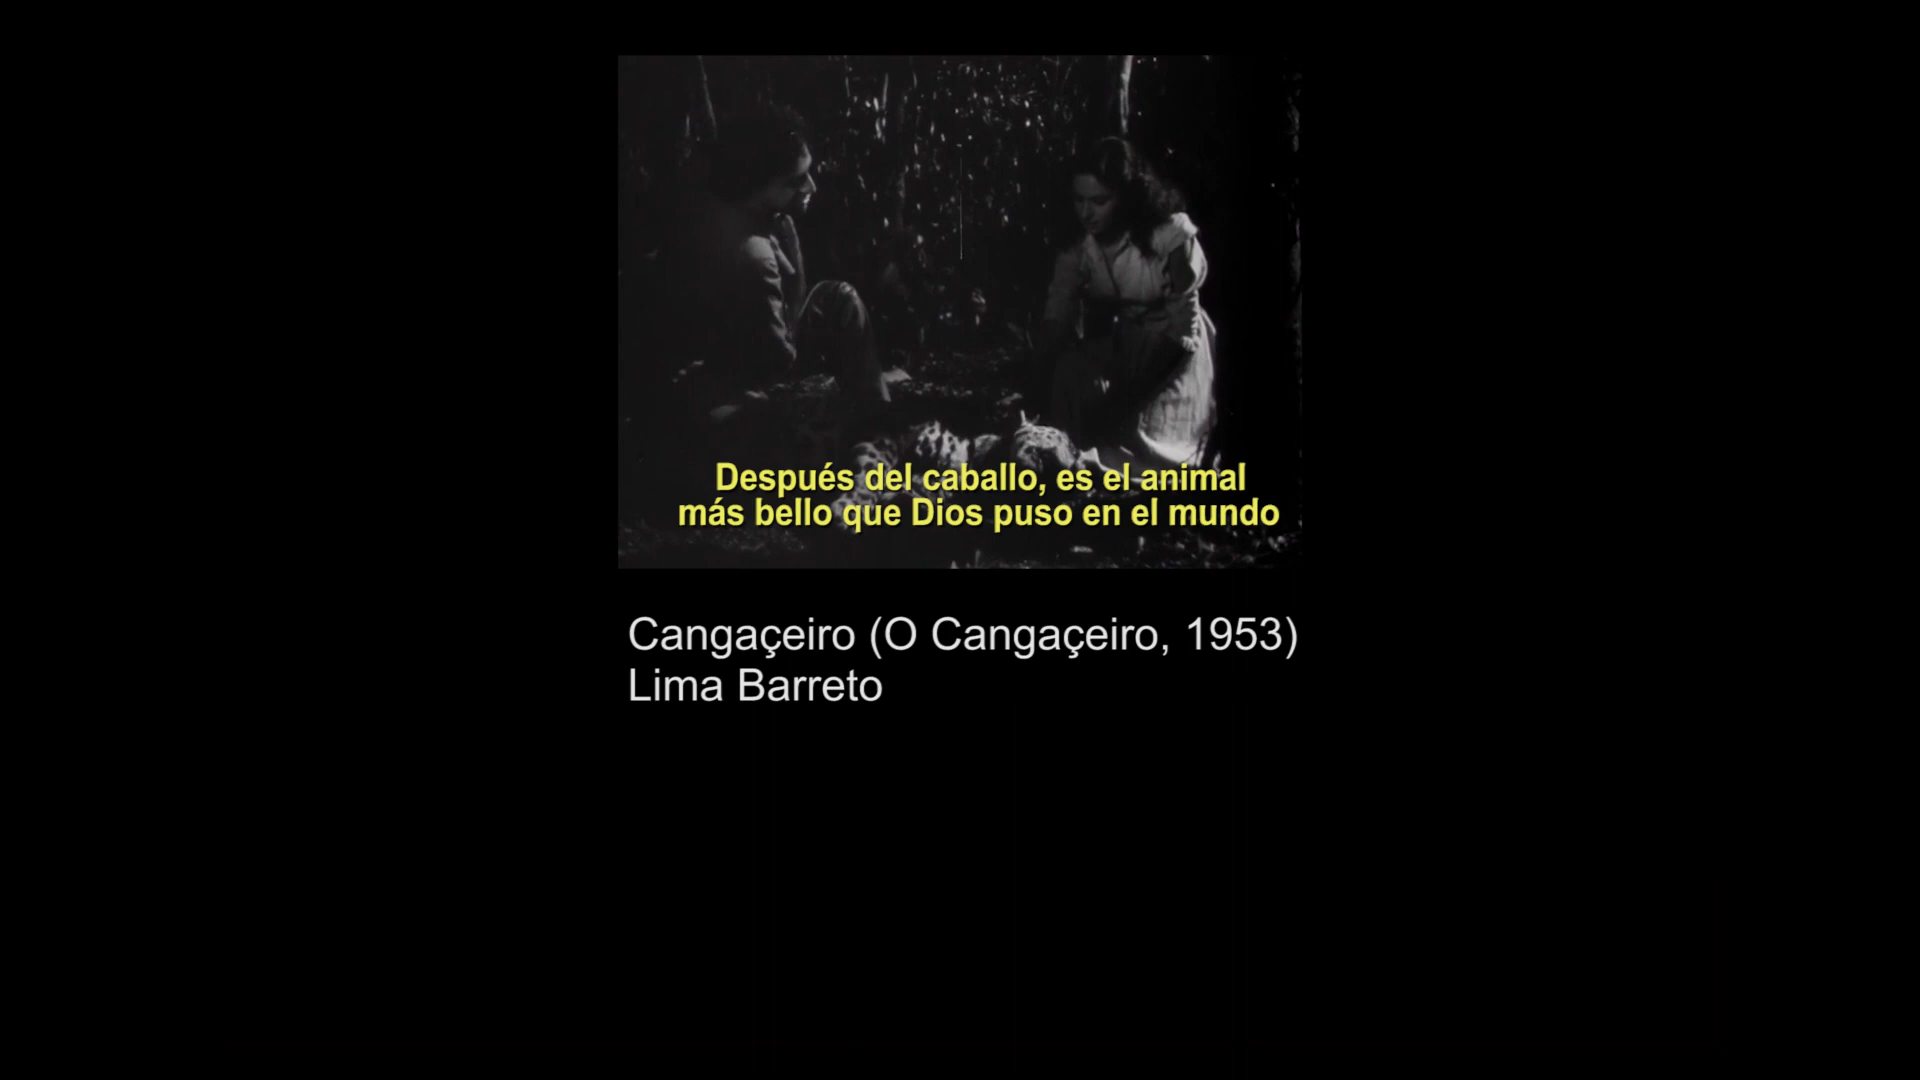 Después del caballo, es el animal
más bello que Dios puso en el mundo
Cangaçeiro (O Cangaçeiro, 1953)
Lima Barreto